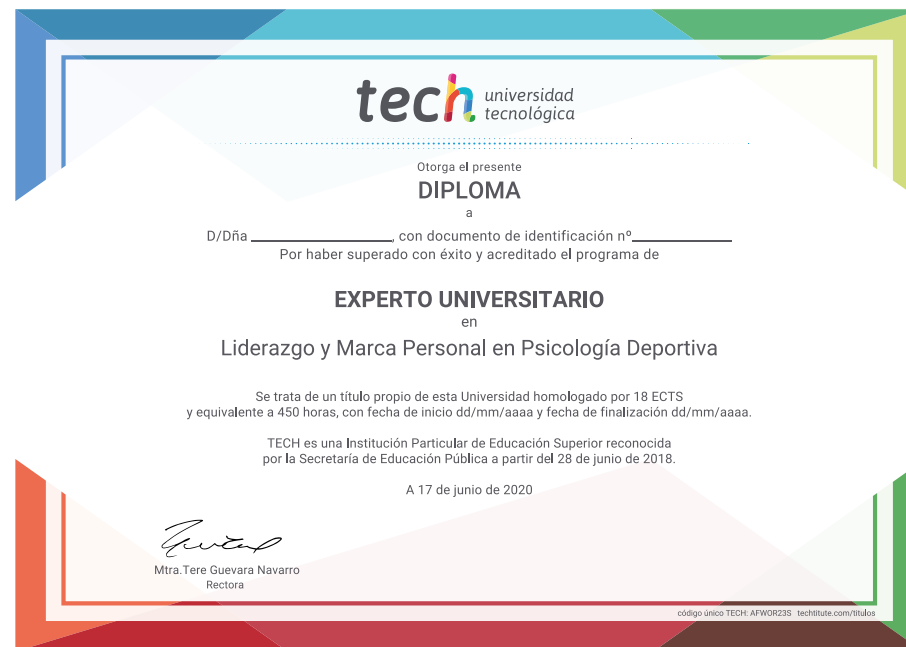 tech universidad
tecnológica
Otorga el presente
DIPLOMA
a
D/Dña ____________, con documento de identificación nº____________
Por haber superado con éxito y acreditado el programa de
EXPERTO UNIVERSITARIO
en
Liderazgo y Marca Personal en Psicología Deportiva
Se trata de un título propio de esta Universidad homologado por 18 ECTS
y equivalente a 450 horas, con fecha de inicio dd/mm/aaaa y fecha de finalización dd/mm/aaaa.
TECH es una Institución Particular de Educación Superior reconocida
por la Secretaría de Educación Pública a partir del 28 de junio de 2018.
A 17 de junio de 2020
Mtra.Tere Guevara Navarro
Rectora
código único TECH: AFWOR23S techtitute.com/titulos